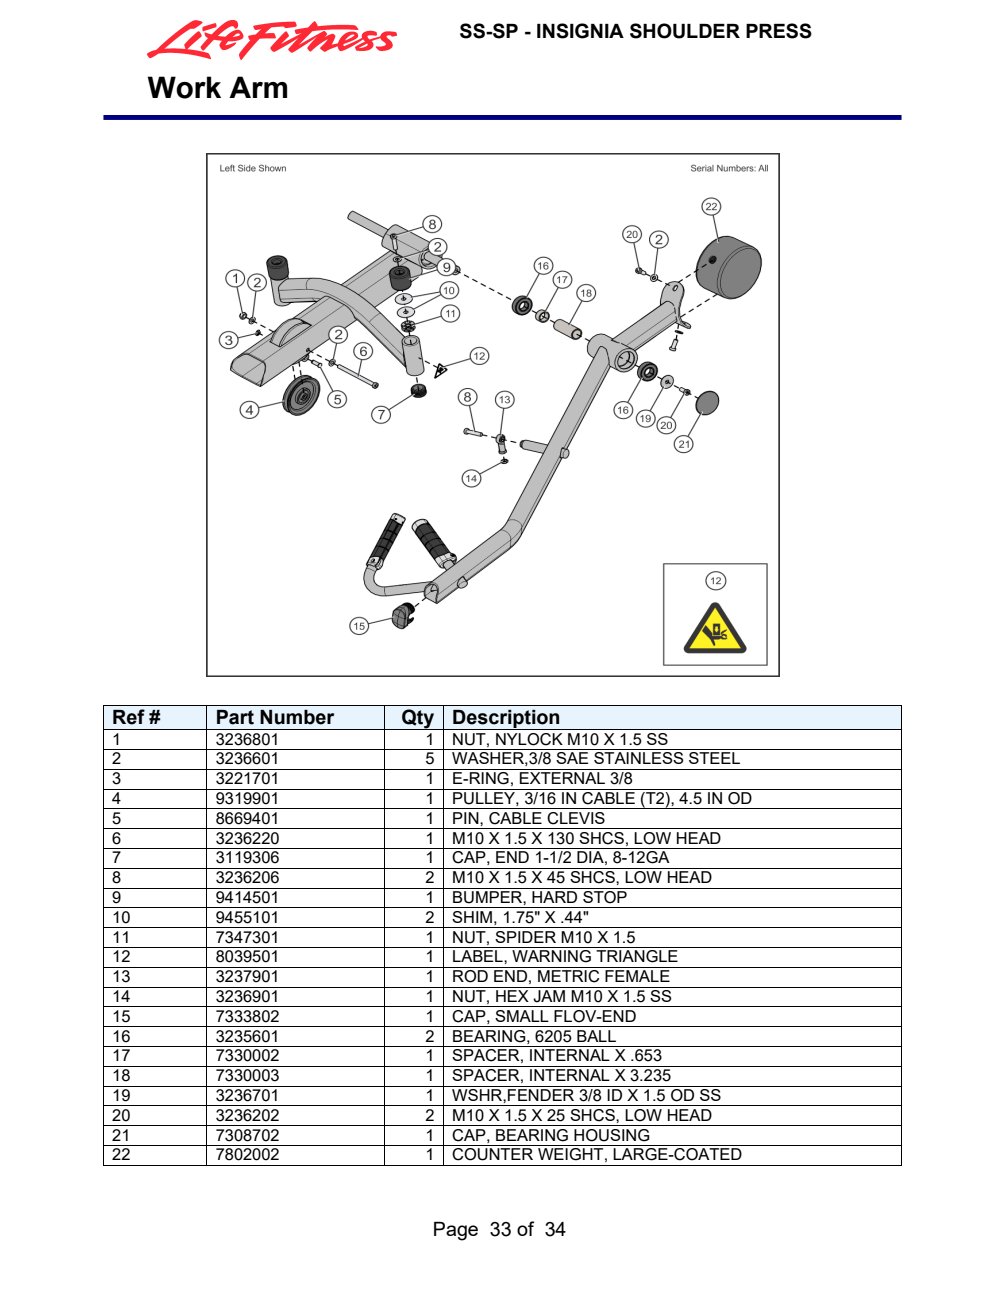 LifeFitness
SS-SP - INSIGNIA SHOULDER PRESS
Work Arm
Left Side Shown
Serial Numbers: All
22
8
20
2
2
9
16
1
2
17
10
18
11
3
2
6
12
4
5
7
8
13
16
19
20
21
14
12
15
Ref # Part Number Qty Description
1 3236801 1 NUT, NYLOCK M10 X 1.5 SS
2 3236601 5 WASHER,3/8 SAE STAINLESS STEEL
3 3221701 1 E-RING, EXTERNAL 3/8
4 9319901 1 PULLEY, 3/16 IN CABLE (T2), 4.5 IN OD
5 8669401 1 PIN, CABLE CLEVIS
6 3236220 1 M10 X 1.5 X 130 SHCS, LOW HEAD
7 3119306 1 CAP, END 1-1/2 DIA, 8-12GA
8 3236206 2 M10 X 1.5 X 45 SHCS, LOW HEAD
9 9414501 1 BUMPER, HARD STOP
10 9455101 2 SHIM, 1.75" X .44"
11 7347301 1 NUT, SPIDER M10 X 1.5
12 8039501 1 LABEL, WARNING TRIANGLE
13 3237901 1 ROD END, METRIC FEMALE
14 3236901 1 NUT, HEX JAM M10 X 1.5 SS
15 7333802 1 CAP, SMALL FLOV-END
16 3235601 2 BEARING, 6205 BALL
17 7330002 1 SPACER, INTERNAL X .653
18 7330003 1 SPACER, INTERNAL X 3.235
19 3236701 1 WSHR,FENDER 3/8 ID X 1.5 OD SS
20 3236202 2 M10 X 1.5 X 25 SHCS, LOW HEAD
21 7308702 1 CAP, BEARING HOUSING
22 7802002 1 COUNTER WEIGHT, LARGE-COATED
Page 33 of 34